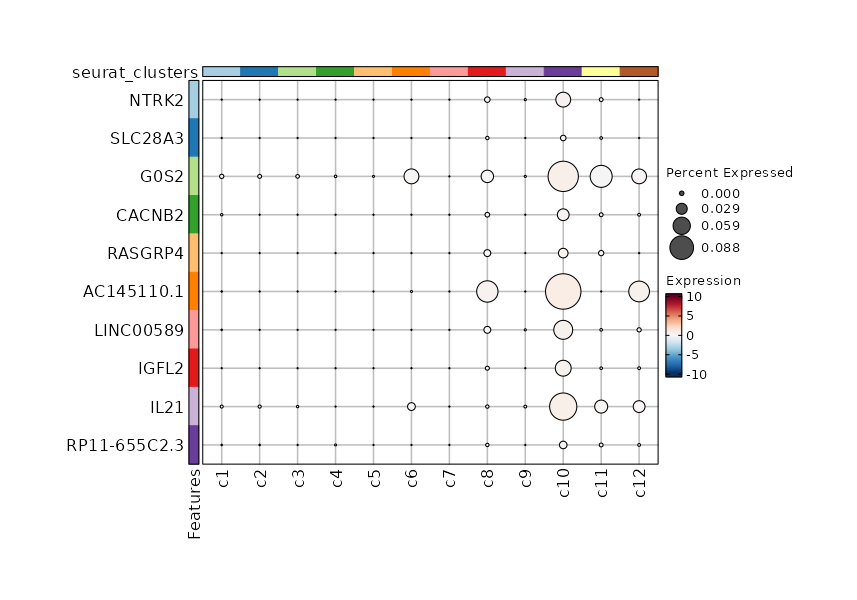 seurat_clusters
NTRK2
SLC28A3
G0S2
CACNB2
RASGRP4
AC145110.1
LINC00589
IGFL2
IL21
RP11-655C2.3
Features
c1
c2
c3
c4
c5
c6
c7
c8
c9
c10
c11
c12
Percent Expressed
0.000
0.029
0.059
0.088
Expression
10
5
0
-5
-10